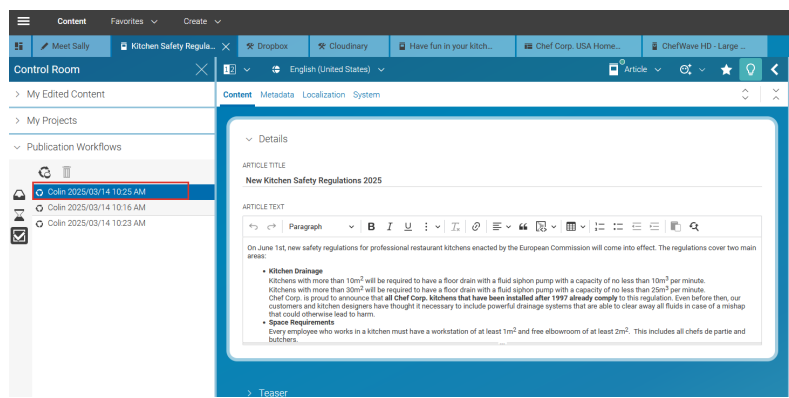 Content Favorites Create
Meet Sally Kitchen Safety Regula... Dropbox Cloudinary Have fun in your kitch... Chef Corp. USA Home... ChefWave HD - Large ...
Control Room
English (United States) Article
My Edited Content
Content Metadata Localization System
My Projects
Publication Workflows
Details
ARTICLE TITLE
New Kitchen Safety Regulations 2025
Colin 2025/03/14 10:25 AM
Colin 2025/03/14 10:16 AM
Colin 2025/03/14 10:23 AM
ARTICLE TEXT
Paragraph B I U
On June 1st, new safety regulations for professional restaurant kitchens enacted by the European Commission will come into effect. The regulations cover two main
areas:
• Kitchen Drainage
Kitchens with more than 10m² will be required to have a floor drain with a fluid siphon pump with a capacity of no less than 10m³ per minute.
Kitchens with more than 30m² will be required to have a floor drain with a fluid siphon pump with a capacity of no less than 25m³ per minute.
Chef Corp. is proud to announce that all Chef Corp. kitchens that have been installed after 1997 already comply to this regulation. Even before then, our
customers and kitchen designers have thought it necessary to include powerful drainage systems that are able to clear away all fluids in case of a mishap
that could otherwise lead to harm.
• Space Requirements
Every employee who works in a kitchen must have a workstation of at least 1m² and free elbowroom of at least 2m². This includes all chefs de partie and
butchers.
Teaser